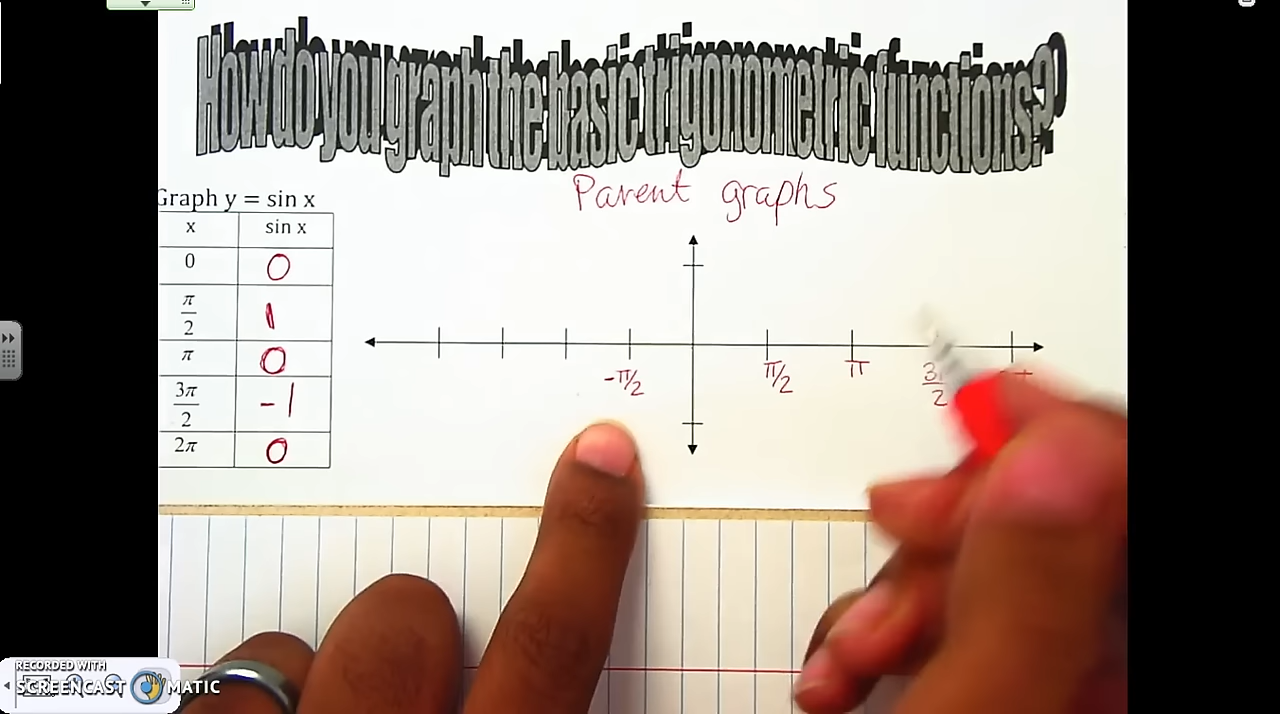 How do you graph the basic trigonometric functions?
Parent graphs
Graph y = sin x
x sin x
0 0
π/2 1
π 0
3π/2 -1
2π 0
-π/2 π/2 π
RECORDED WITH
SCREENCAST MATIC